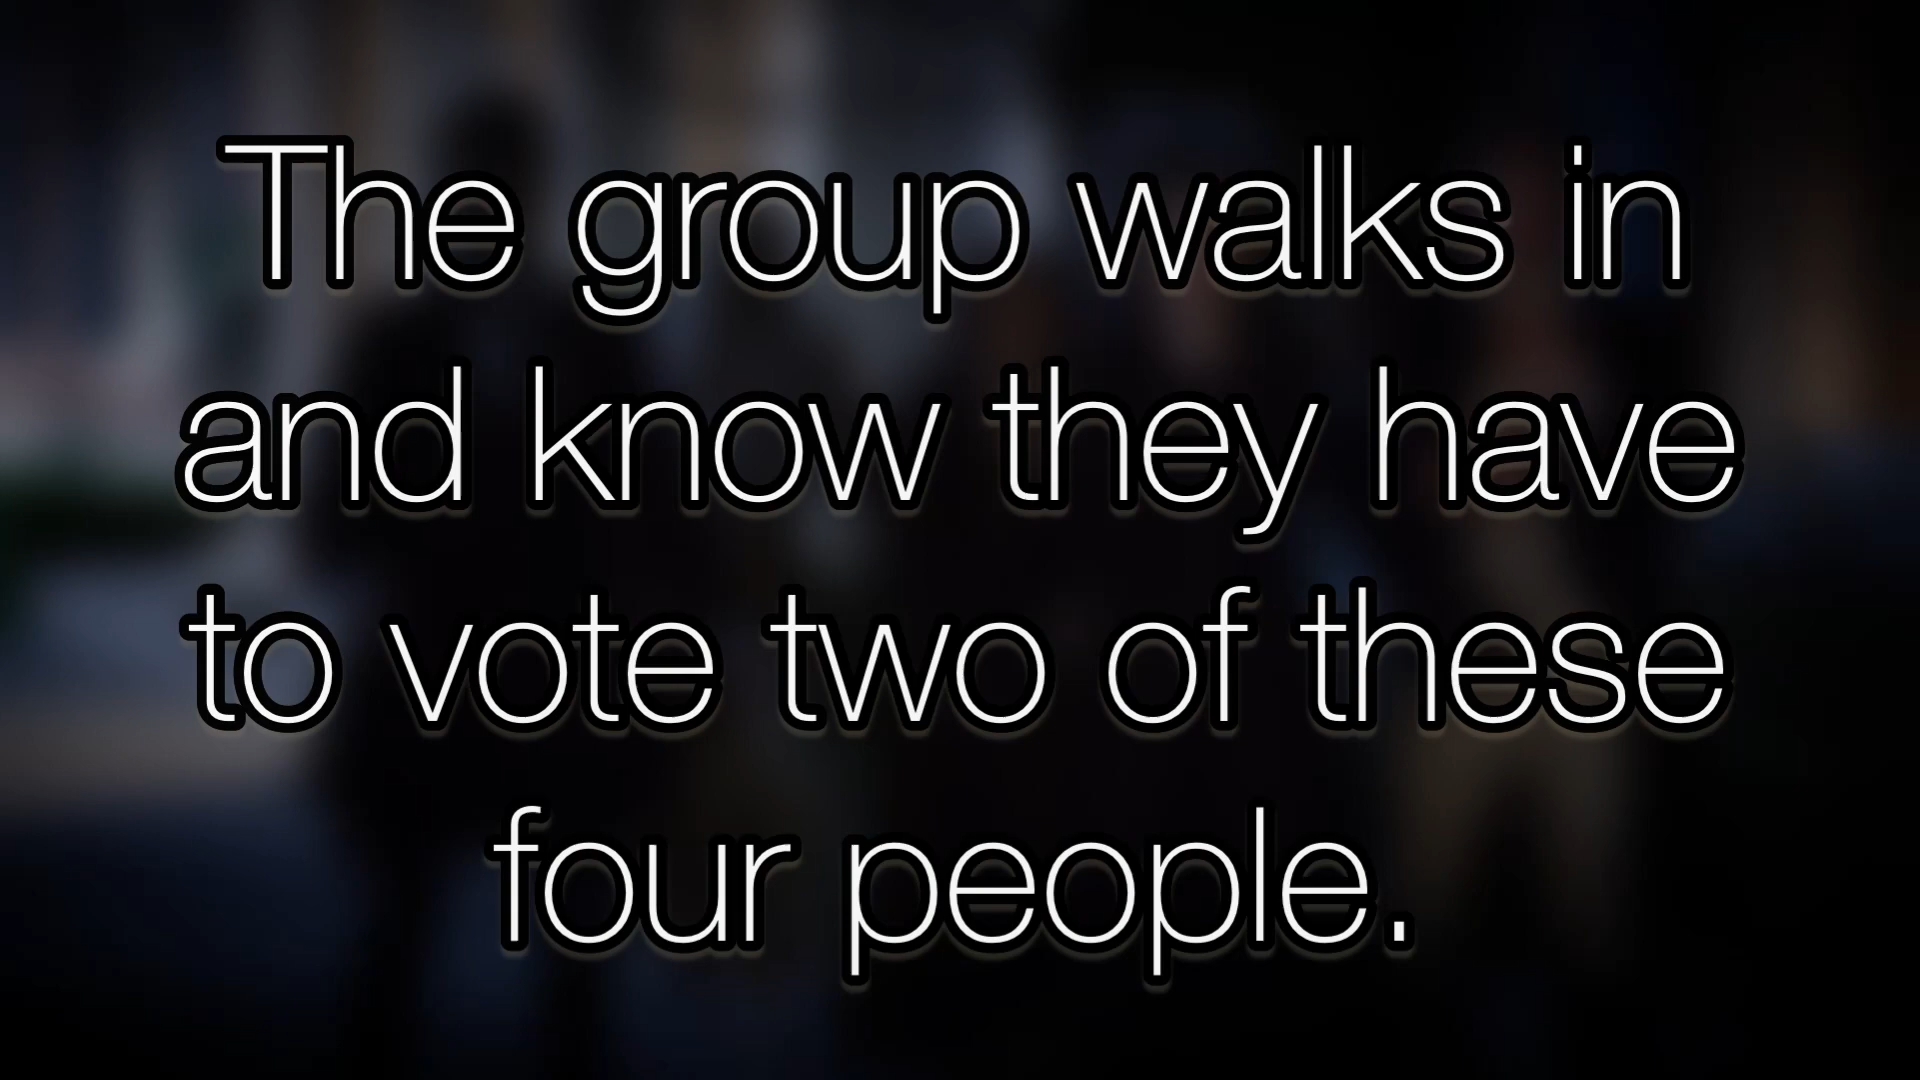 The group walks in
and know they have
to vote two of these
four people.